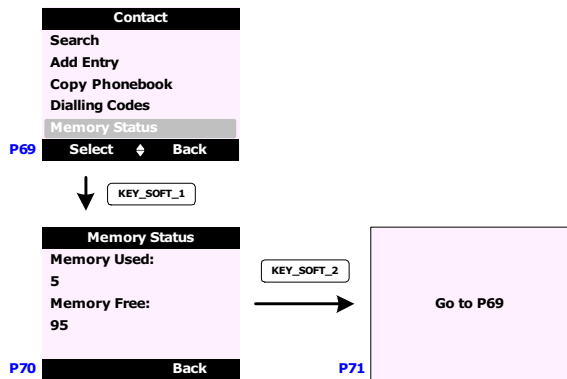 Contact
Search
Add Entry
Copy Phonebook
Dialling Codes
Memory Status
P69 Select Back
KEY_SOFT_1
Memory Status
Memory Used:
5
Memory Free:
95
P70 Back
KEY_SOFT_2
Go to P69
P71